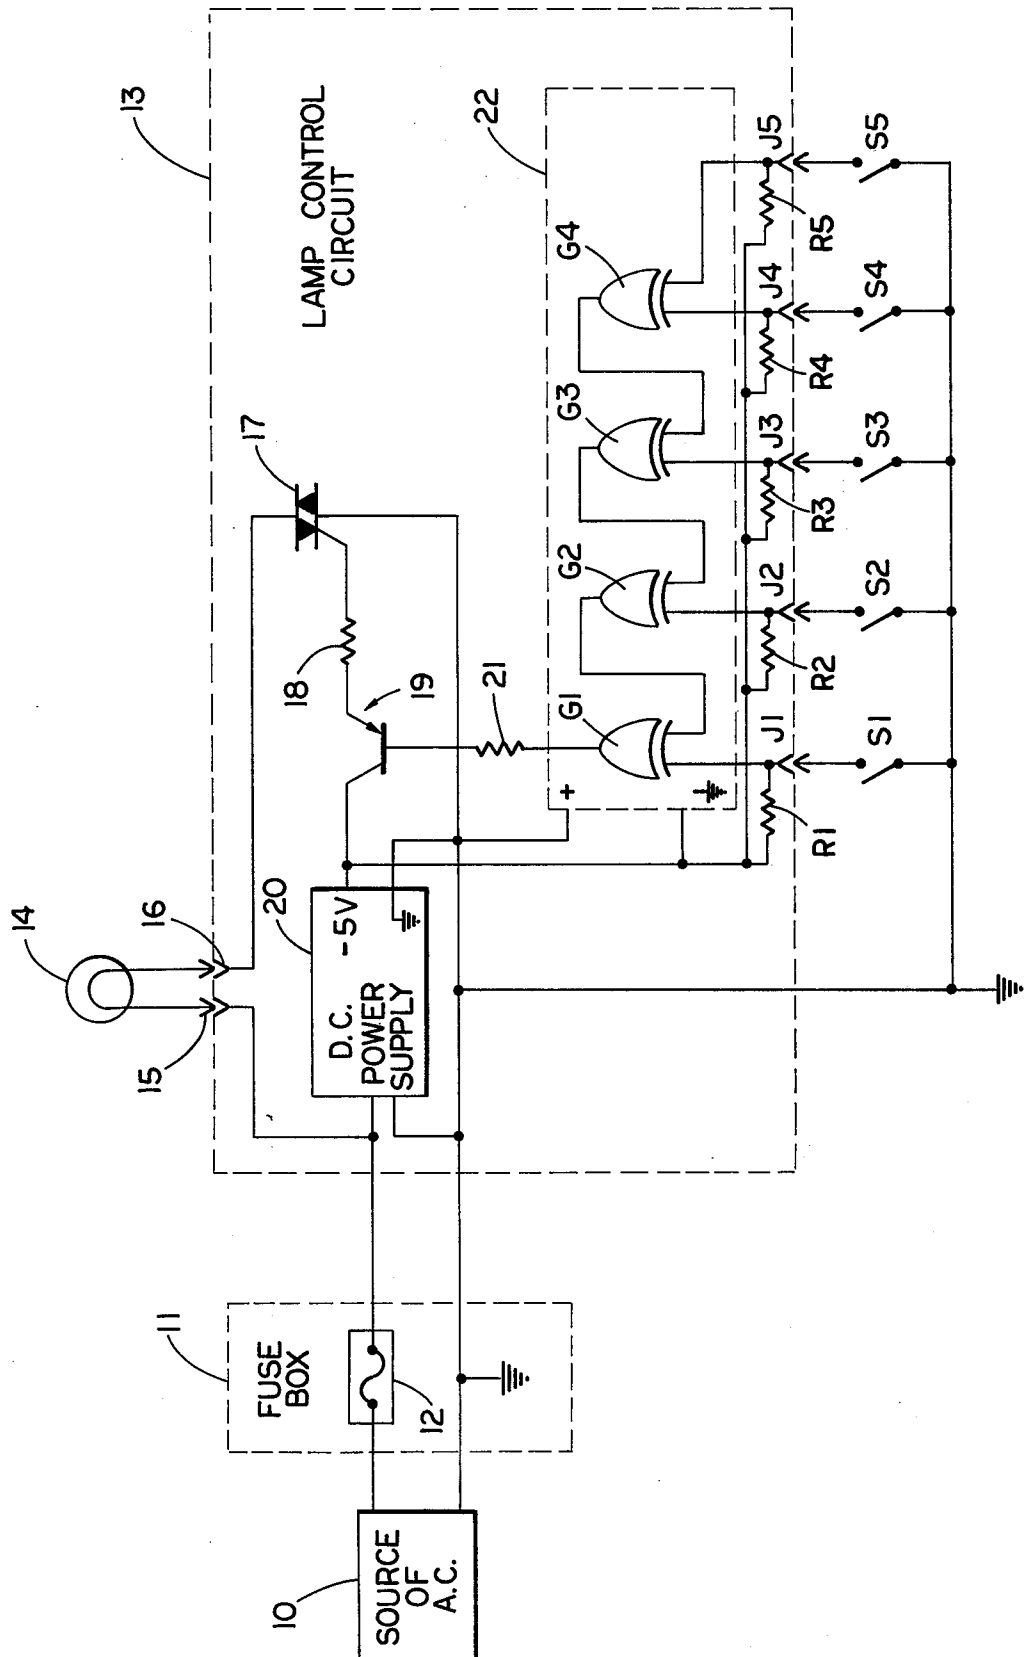 13
LAMP CONTROL
CIRCUIT
22
14
16
15
17
18
19
20
21
-5V
D.C.
POWER
SUPPLY
+
G1
G2
G3
G4
J1
J2
J3
J4
J5
R1
R2
R3
R4
R5
S1
S2
S3
S4
S5
11
FUSE
BOX
12
10
SOURCE
OF
A.C.